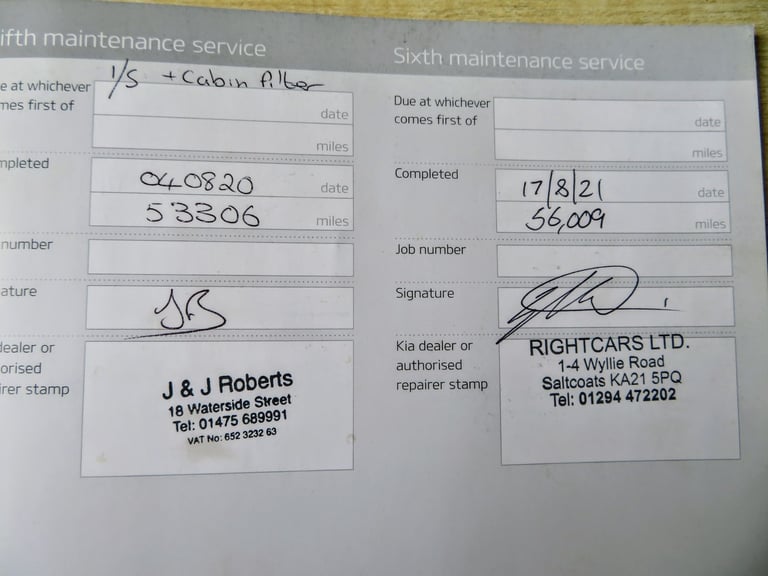 ifth maintenance service
1/S + Cabin Filter
e at whichever
mes first of
date
miles
mpleted
040820
date
53306
miles
number
ature
JB
dealer or
orised
irer stamp
J & J Roberts
18 Waterside Street
Tel: 01475 689991
VAT No: 652 3232 63
Sixth maintenance service
Due at whichever
comes first of
date
miles
Completed
17/8/21
date
56,009
miles
Job number
Signature
Kia dealer or
authorised
repairer stamp
RIGHTCARS LTD.
1-4 Wyllie Road
Saltcoats KA21 5PQ
Tel: 01294 472202